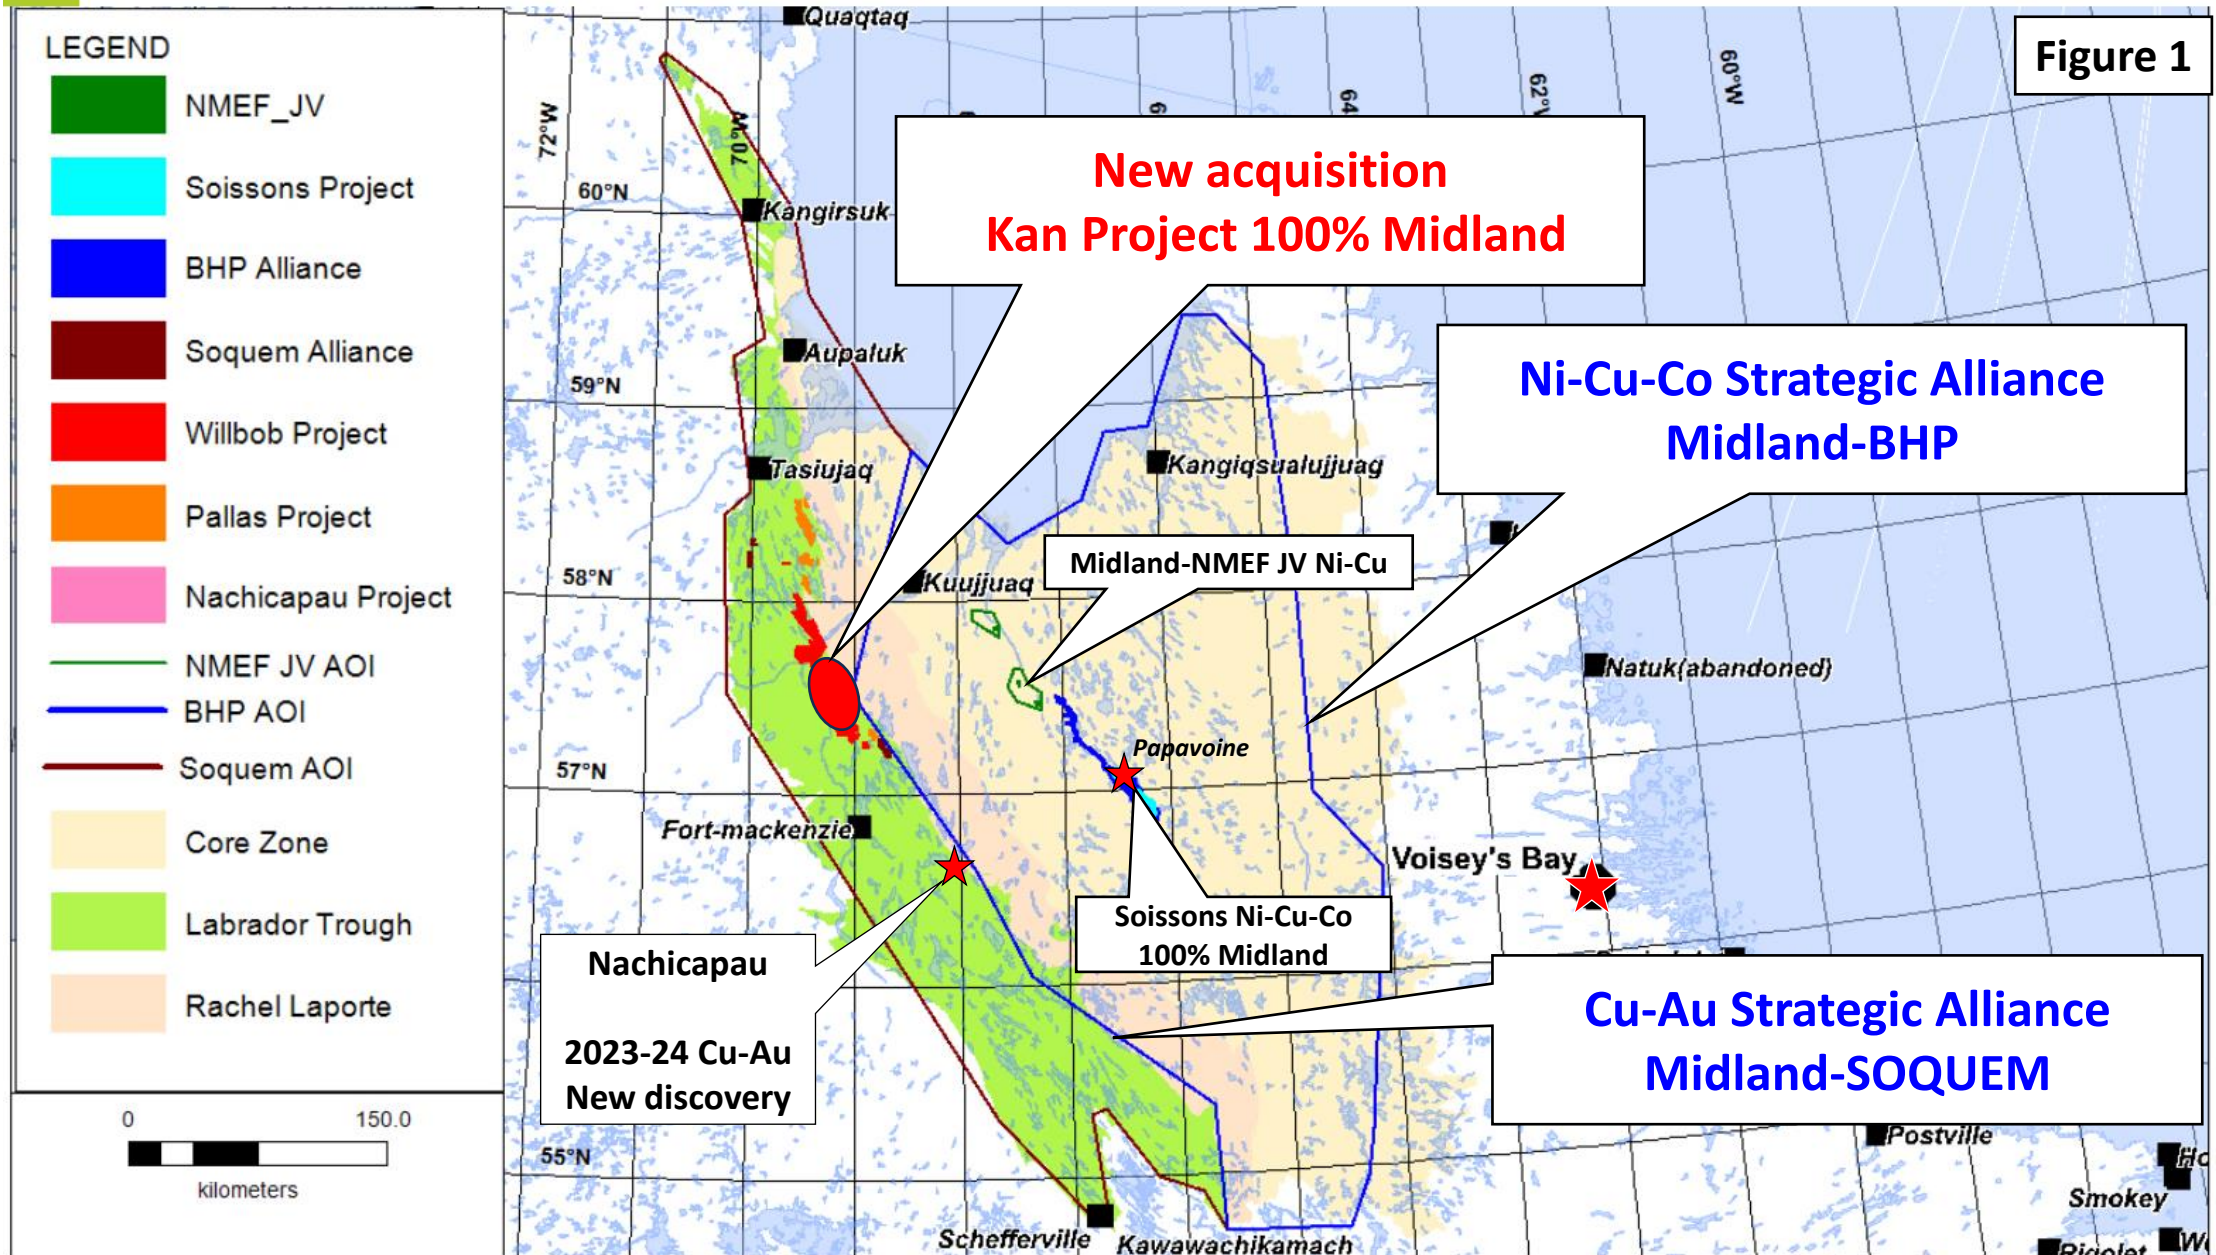 Figure 1
LEGEND
NMEF_JV
Soissons Project
BHP Alliance
Soquem Alliance
Willbob Project
Pallas Project
Nachicapau Project
NMEF JV AOI
BHP AOI
Soquem AOI
Core Zone
Labrador Trough
Rachel Laporte
0 150.0
kilometers
Quaqtaq
72°W
70°W
64
62°
60°W
60°N
59°N
58°N
57°N
55°N
New acquisition
Kan Project 100% Midland
Kangirsuk
Aupaluk
Ni-Cu-Co Strategic Alliance
Midland-BHP
Tasiujaq
Kangiqsualujjuag
Midland-NMEF JV Ni-Cu
Kuujjuaq
Natuk(abandoned)
Papavoine
Fort-mackenzie
Voisey's Bay
Soissons Ni-Cu-Co
100% Midland
Nachicapau
2023-24 Cu-Au
New discovery
Cu-Au Strategic Alliance
Midland-SOQUEM
Postville
Smokey
Schefferville
Kawawachikamach
Rigolet